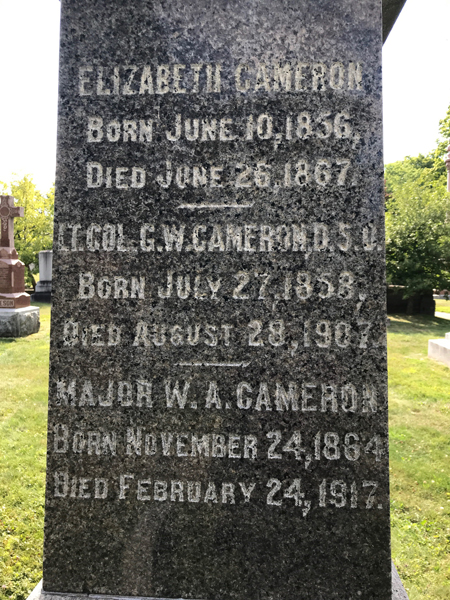 ELIZABETH CAMERON
BORN JUNE 10, 1856,
DIED JUNE 26, 1867.
LT. COL. G. W. CAMERON, D. S. O.
BORN JULY 27, 1858,
DIED AUGUST 28, 1907.
MAJOR W. A. CAMERON
BORN NOVEMBER 24, 1864
DIED FEBRUARY 24, 1917.